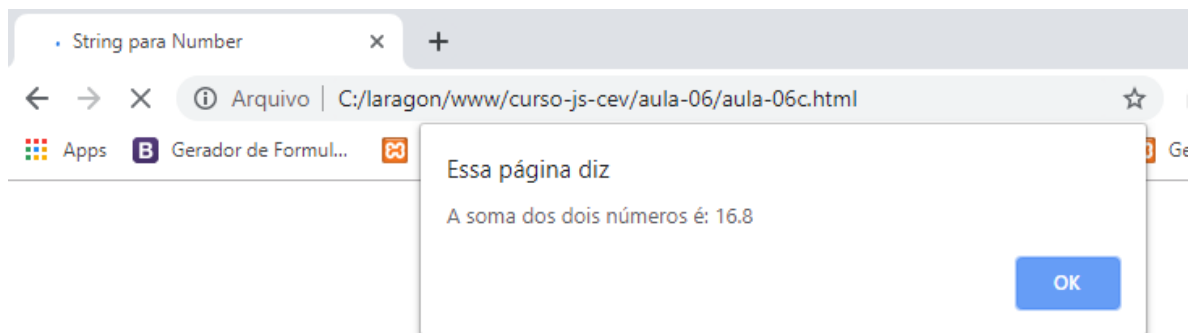 String para Number
Arquivo | C:/laragon/www/curso-js-cev/aula-06/aula-06c.html
Apps B Gerador de Formul... Ge
Essa página diz
A soma dos dois números é: 16.8
OK